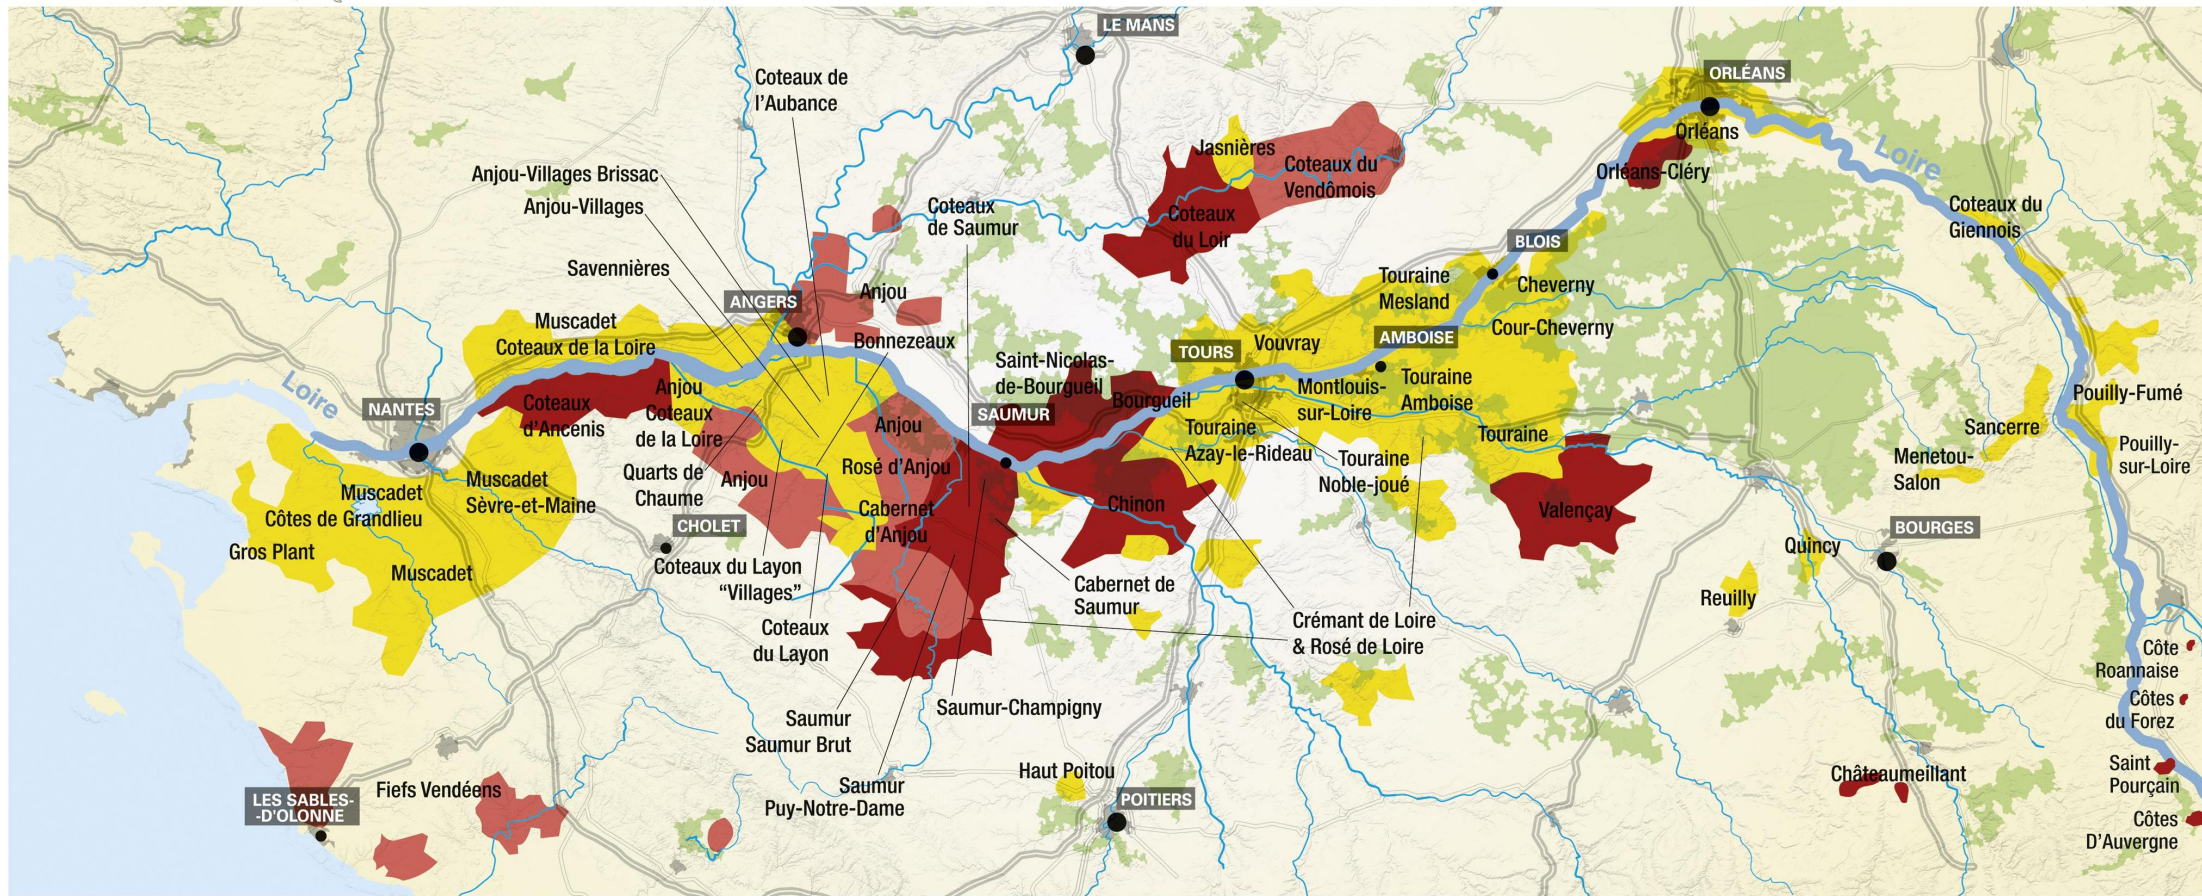 LE MANS
Coteaux de
l'Aubance
ORLÉANS
Orléans
Loire
Jasnières
Coteaux du
Vendômois
Orléans-Cléry
Anjou-Villages Brissac
Anjou-Villages
Coteaux
de Saumur
Coteaux
du Loir
Coteaux du
Giennois
BLOIS
Savennières
Touraine
Mesland
Cheverny
ANGERS
Anjou
Muscadet
Coteaux de la Loire
Bonnezeaux
Cour-Cheverny
Vouvray
AMBOISE
TOURS
Saint-Nicolas-
de-Bourgueil
Loire
NANTES
Coteaux
d'Ancenis
Anjou
Coteaux
de la Loire
Anjou
SAUMUR
Bourgueil
Montlouis-
sur-Loire
Touraine
Amboise
Pouilly-Fumé
Touraine
Azay-le-Rideau
Touraine
Sancerre
Pouilly-
sur-Loire
Menetou-
Salon
Touraine
Noble-joué
Rosé d'Anjou
Quarts de
Chaume
Anjou
Muscadet
Sèvre-et-Maine
Muscadet
Côtes de Grandlieu
Gros Plant
Muscadet
CHOLET
Cabernet
d'Anjou
Chinon
Valençay
BOURGES
Quincy
Coteaux du Layon
“Villages”
Cabernet de
Saumur
Reuilly
Coteaux
du Layon
Crémant de Loire
& Rosé de Loire
Côte
Roannaise
Côtes
du Forez
Saumur
Saumur Brut
Saumur-Champigny
Saumur
Puy-Notre-Dame
Haut Poitou
POITIERS
Fiefs Vendéens
LES SABLES-
-D'OLONNE
Châteaumeillant
Saint
Pourçain
Côtes
D'Auvergne